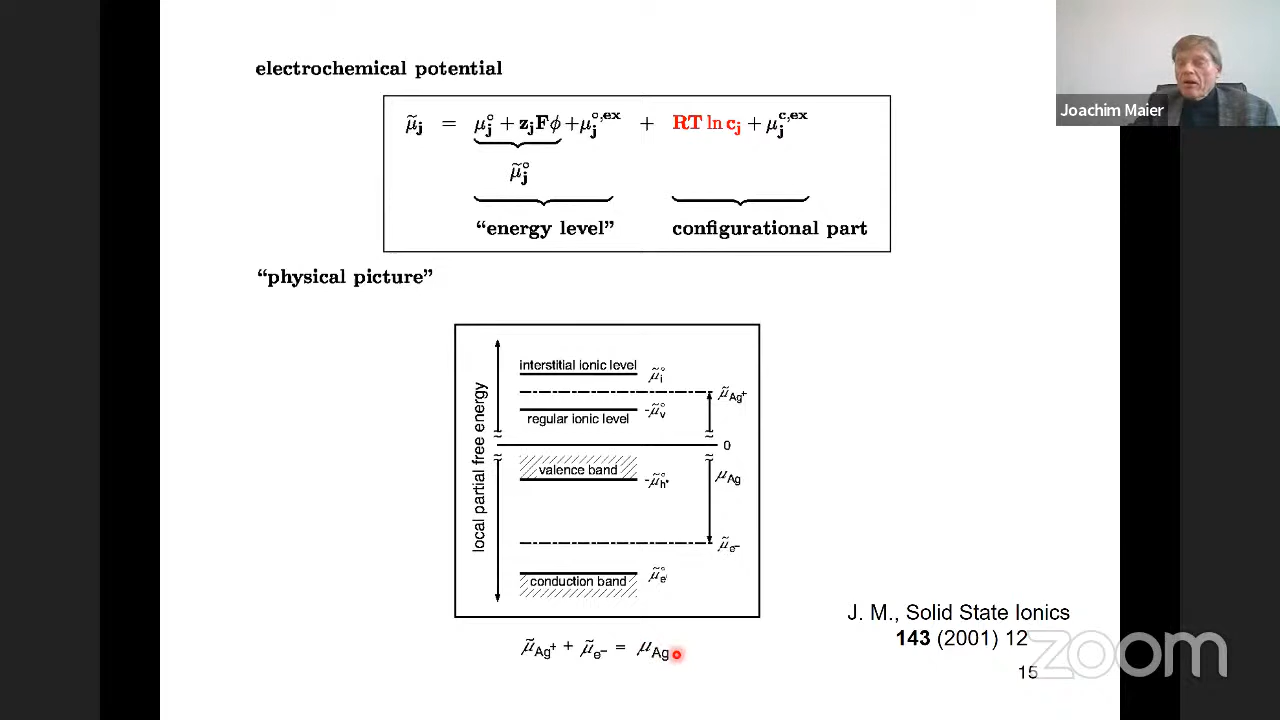 electrochemical potential
Joachim Maier
μ̃ⱼ = μⱼ° + zⱼFϕ + μⱼ°,ex + RT ln cⱼ + μⱼc,ex
μ̃ⱼ°
“energy level” configurational part
“physical picture”
interstitial ionic level
μ̃i°
μ̃Ag+
-μ̃v°
regular ionic level
0
local partial free energy
valence band
-μ̃h•°
μAg
μ̃e−
conduction band
μ̃e'°
J. M., Solid State Ionics
143 (2001) 12
μ̃Ag+ + μ̃e− = μAg
zoom
15